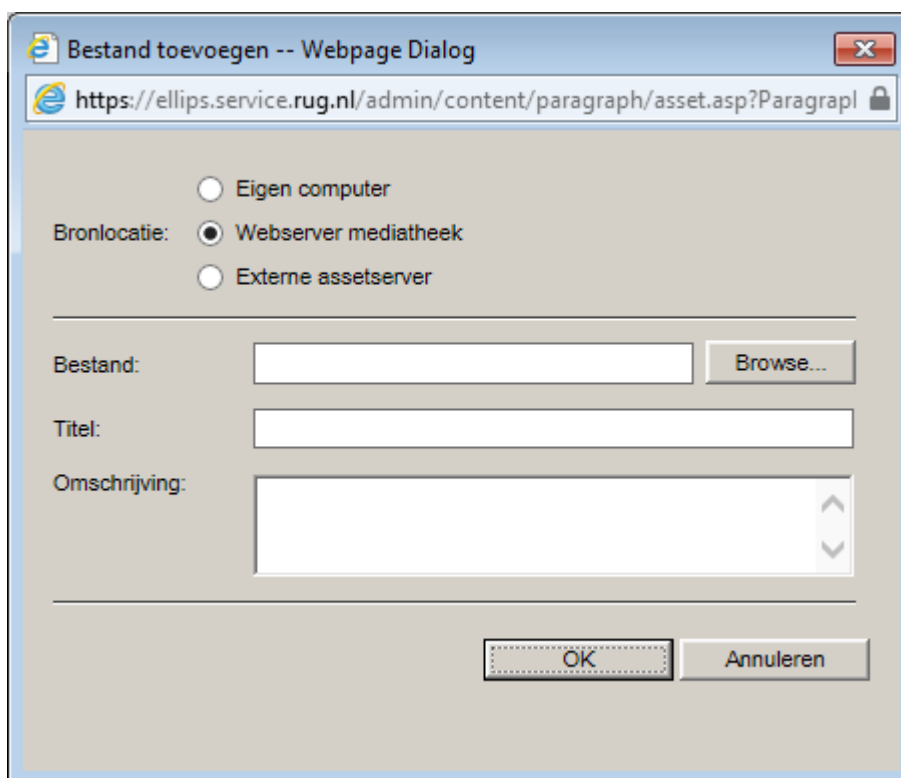 Bestand toevoegen -- Webpage Dialog
https://ellips.service.rug.nl/admin/content/paragraph/asset.asp?Paragrapl
Eigen computer
Bronlocatie: Webserver mediatheek
Externe assetserver
Bestand: Browse...
Titel:
Omschrijving:
OK Annuleren